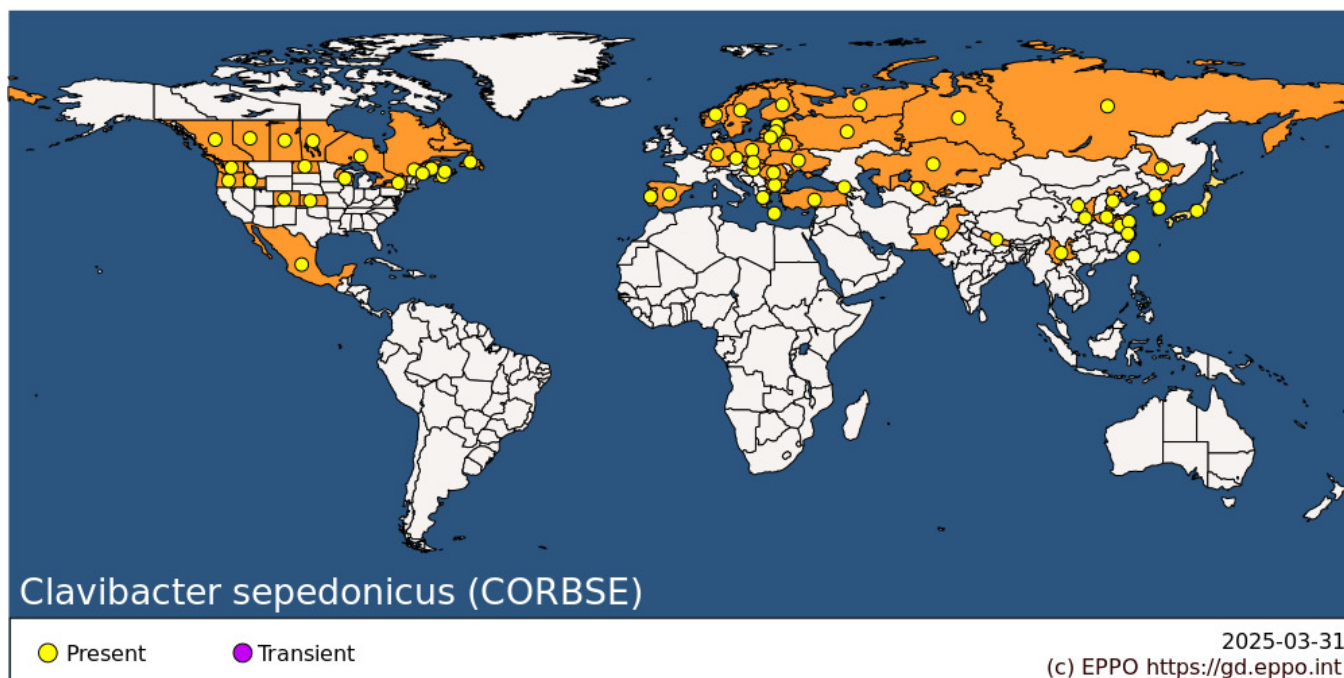 Clavibacter sepedonicus (CORBSE)
Present
Transient
2025-03-31
(c) EPPO https://gd.eppo.int